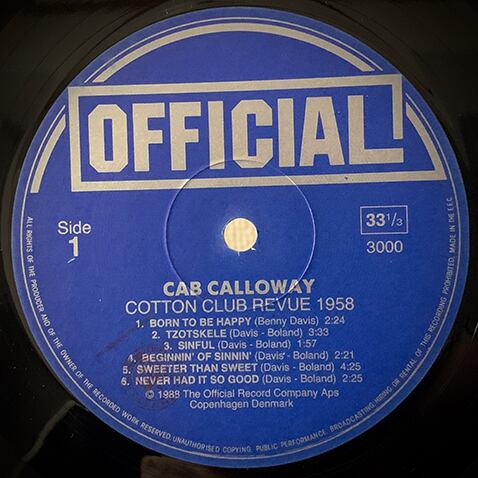 OFFICIAL
Side
1
33 1/3
3000
CAB CALLOWAY
COTTON CLUB REVUE 1958
1. BORN TO BE HAPPY (Benny Davis) 2:24
2. TZOTSKELE (Davis - Boland) 3:33
3. SINFUL (Davis - Boland) 1:57
4. BEGINNIN' OF SINNIN' (Davis - Boland) 2:21
5. SWEETER THAN SWEET (Davis - Boland) 2:25
6. NEVER HAD IT SO GOOD (Davis - Boland) 2:25
© 1988 The Official Record Company Aps
Copenhagen Denmark
ALL RIGHTS OF THE PRODUCER AND OF THE OWNER OF THE RECORDED WORK RESERVED. UNAUTHORISED COPYING, PUBLIC PERFORMANCE, BROADCASTING, HIRING OR RENTAL OF THIS RECORDING PROHIBITED. MADE IN THE E.E.C.